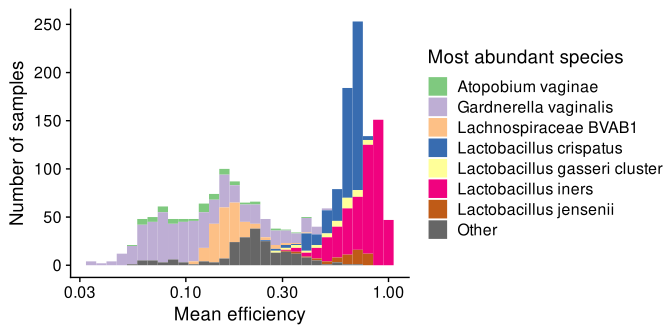 Number of samples
250
200
150
100
50
0
0.03
0.10
0.30
1.00
Mean efficiency
Most abundant species
Atopobium vaginae
Gardnerella vaginalis
Lachnospiraceae BVAB1
Lactobacillus crispatus
Lactobacillus gasseri cluster
Lactobacillus iners
Lactobacillus jensenii
Other